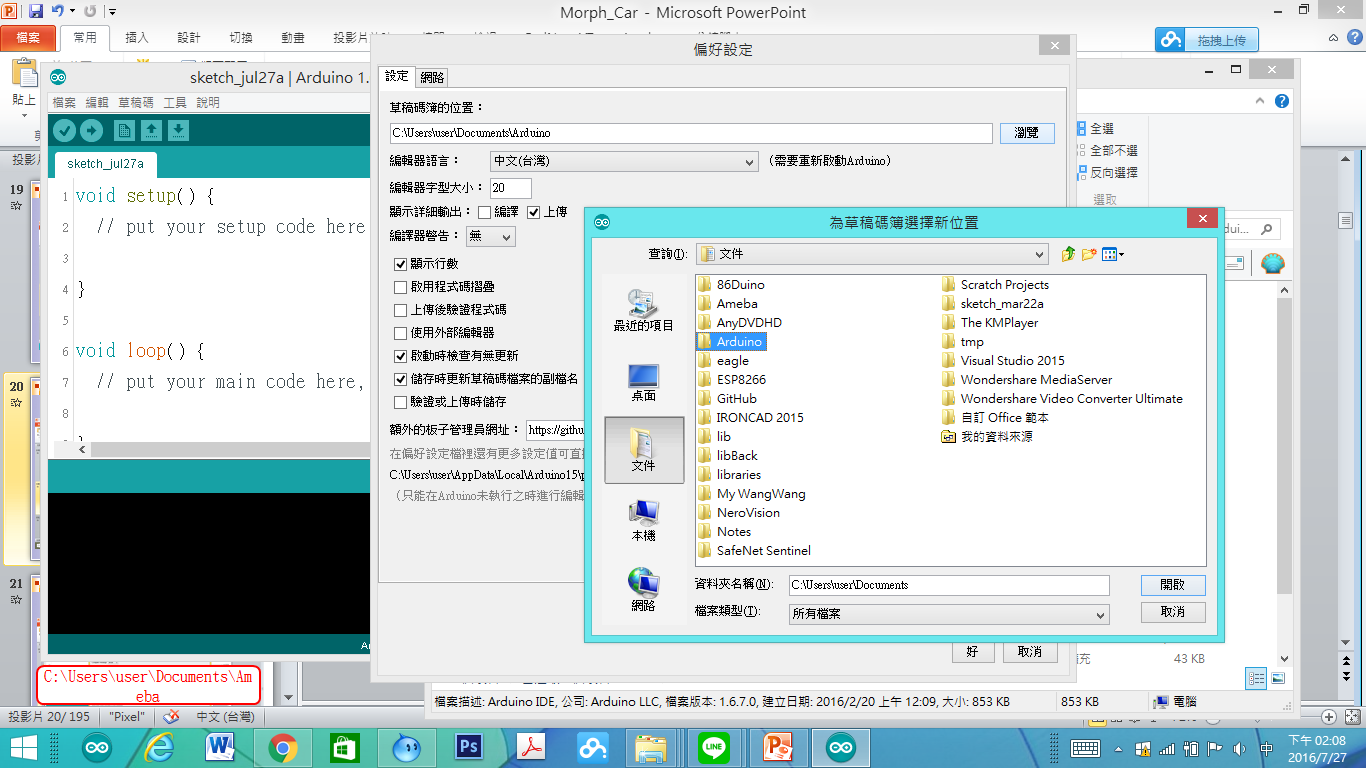 Morph_Car - Microsoft PowerPoint
檔案 常用 插入 設計 切換 動畫
拖拽上传
貼上
19
20
21
sketch_jul27a | Arduino 1.
檔案 編輯 草稿碼 工具 說明
sketch_jul27a
1 void setup() {
2 // put your setup code here
3
4 }
5
6 void loop() {
7 // put your main code here,
8
C:\Users\user\Documents\Am
eba
投影片 20/ 195 "Pixel" 中文 (台灣)
偏好設定
設定 網路
草稿碼簿的位置：
C:\Users\user\Documents\Arduino 瀏覽
編輯器語言： 中文(台灣) （需要重新啟動Arduino）
編輯器字型大小： 20
顯示詳細輸出： 編譯 上傳
編譯器警告： 無
顯示行數
啟用程式碼摺疊
上傳後驗證程式碼
使用外部編輯器
啟動時檢查有無更新
儲存時更新草稿碼檔案的副檔名
驗證或上傳時儲存
額外的板子管理員網址： https://githu
在偏好設定檔裡還有更多設定值可直
C:\Users\user\AppData\Local\Arduino15\p
（只能在Arduino未執行之時進行編輯
好 取消
為草稿碼簿選擇新位置
查詢(I): 文件
最近的項目
桌面
文件
本機
網路
86Duino
Ameba
AnyDVDHD
Arduino
eagle
ESP8266
GitHub
IRONCAD 2015
lib
libBack
libraries
My WangWang
NeroVision
Notes
SafeNet Sentinel
Scratch Projects
sketch_mar22a
The KMPlayer
tmp
Visual Studio 2015
Wondershare MediaServer
Wondershare Video Converter Ultimate
自訂 Office 範本
我的資料來源
資料夾名稱(N): C:\Users\user\Documents 開啟
檔案類型(T): 所有檔案 取消
全選
全部不選
反向選擇
選取
43 KB
檔案描述: Arduino IDE, 公司: Arduino LLC, 檔案版本: 1.6.7.0, 建立日期: 2016/2/20 上午 12:09, 大小: 853 KB 853 KB 電腦
LINE
中
下午 02:08
2016/7/27